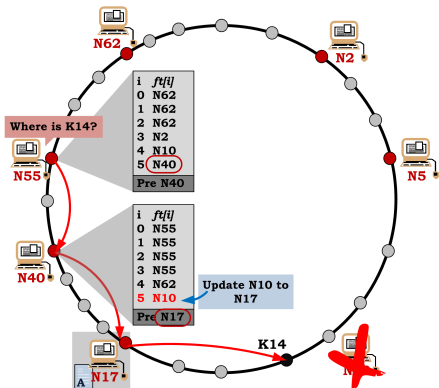 N62
N2
i ft[i]
0 N62
1 N62
2 N62
3 N2
4 N10
5 N40
Pre N40
Where is K14?
N55
N5
i ft[i]
0 N55
1 N55
2 N55
3 N55
4 N62
5 N10
Pre N17
Update N10 to
N17
N40
K14
A
N17